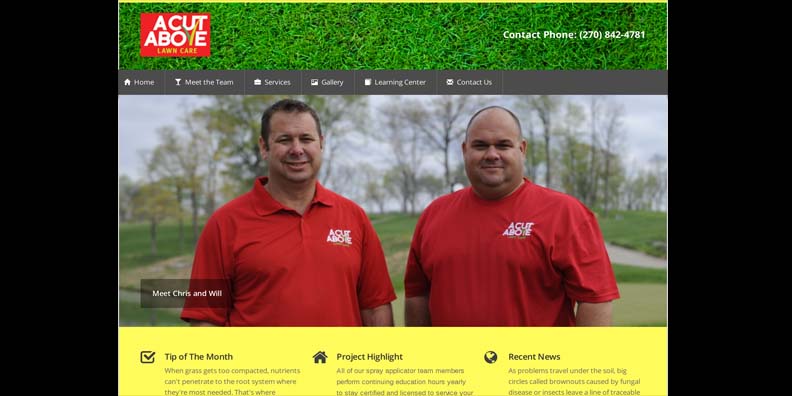 A CUT
ABOVE
LAWN CARE
Contact Phone: (270) 842-4781
Home
Meet the Team
Services
Gallery
Learning Center
Contact Us
A CUT
ABOVE
LAWN CARE
A CUT
ABOVE
LAWN CARE
Meet Chris and Will
Tip of The Month
When grass gets too compacted, nutrients
can't penetrate to the root system where
they're most needed. That's where
Project Highlight
All of our spray applicator team members
perform continuing education hours yearly
to stay certified and licensed to service your
Recent News
As problems travel under the soil, big
circles called brownouts caused by fungal
disease or insects leave a line of traceable